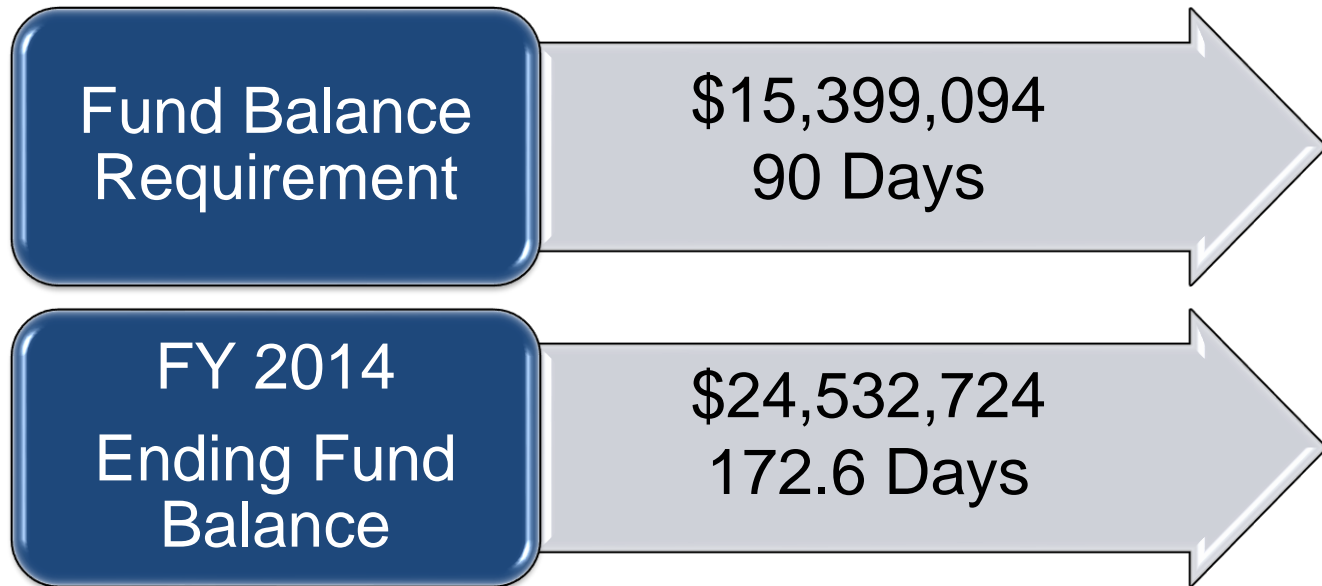 Fund Balance
Requirement
$15,399,094
90 Days
FY 2014
Ending Fund
Balance
$24,532,724
172.6 Days